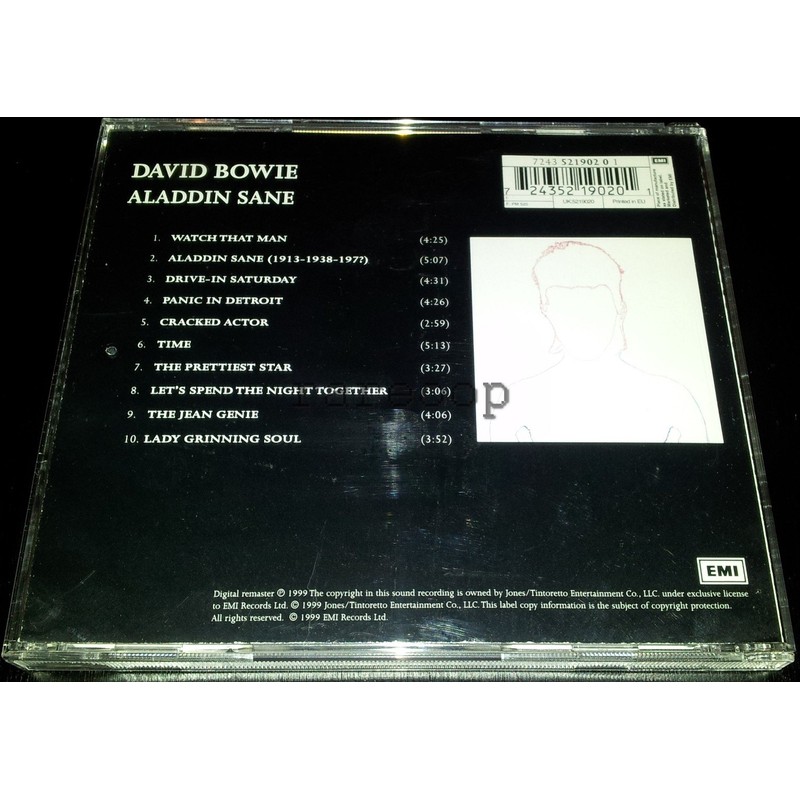 DAVID BOWIE
ALADDIN SANE
1. WATCH THAT MAN (4:25)
2. ALADDIN SANE (1913-1938-197?) (5:07)
3. DRIVE-IN SATURDAY (4:31)
4. PANIC IN DETROIT (4:26)
5. CRACKED ACTOR (2:59)
6. TIME (5:13)
7. THE PRETTIEST STAR (3:27)
8. LET'S SPEND THE NIGHT TOGETHER (3:06)
9. THE JEAN GENIE (4:06)
10. LADY GRINNING SOUL (3:52)
7243 521902 0 1
7 24352 19020 1
UK:5219020 Printed in EU
EMI
EMI
Digital remaster ℗ 1999 The copyright in this sound recording is owned by Jones/Tintoretto Entertainment Co., LLC. under exclusive license
to EMI Records Ltd. © 1999 Jones/Tintoretto Entertainment Co., LLC. This label copy information is the subject of copyright protection.
All rights reserved. © 1999 EMI Records Ltd.